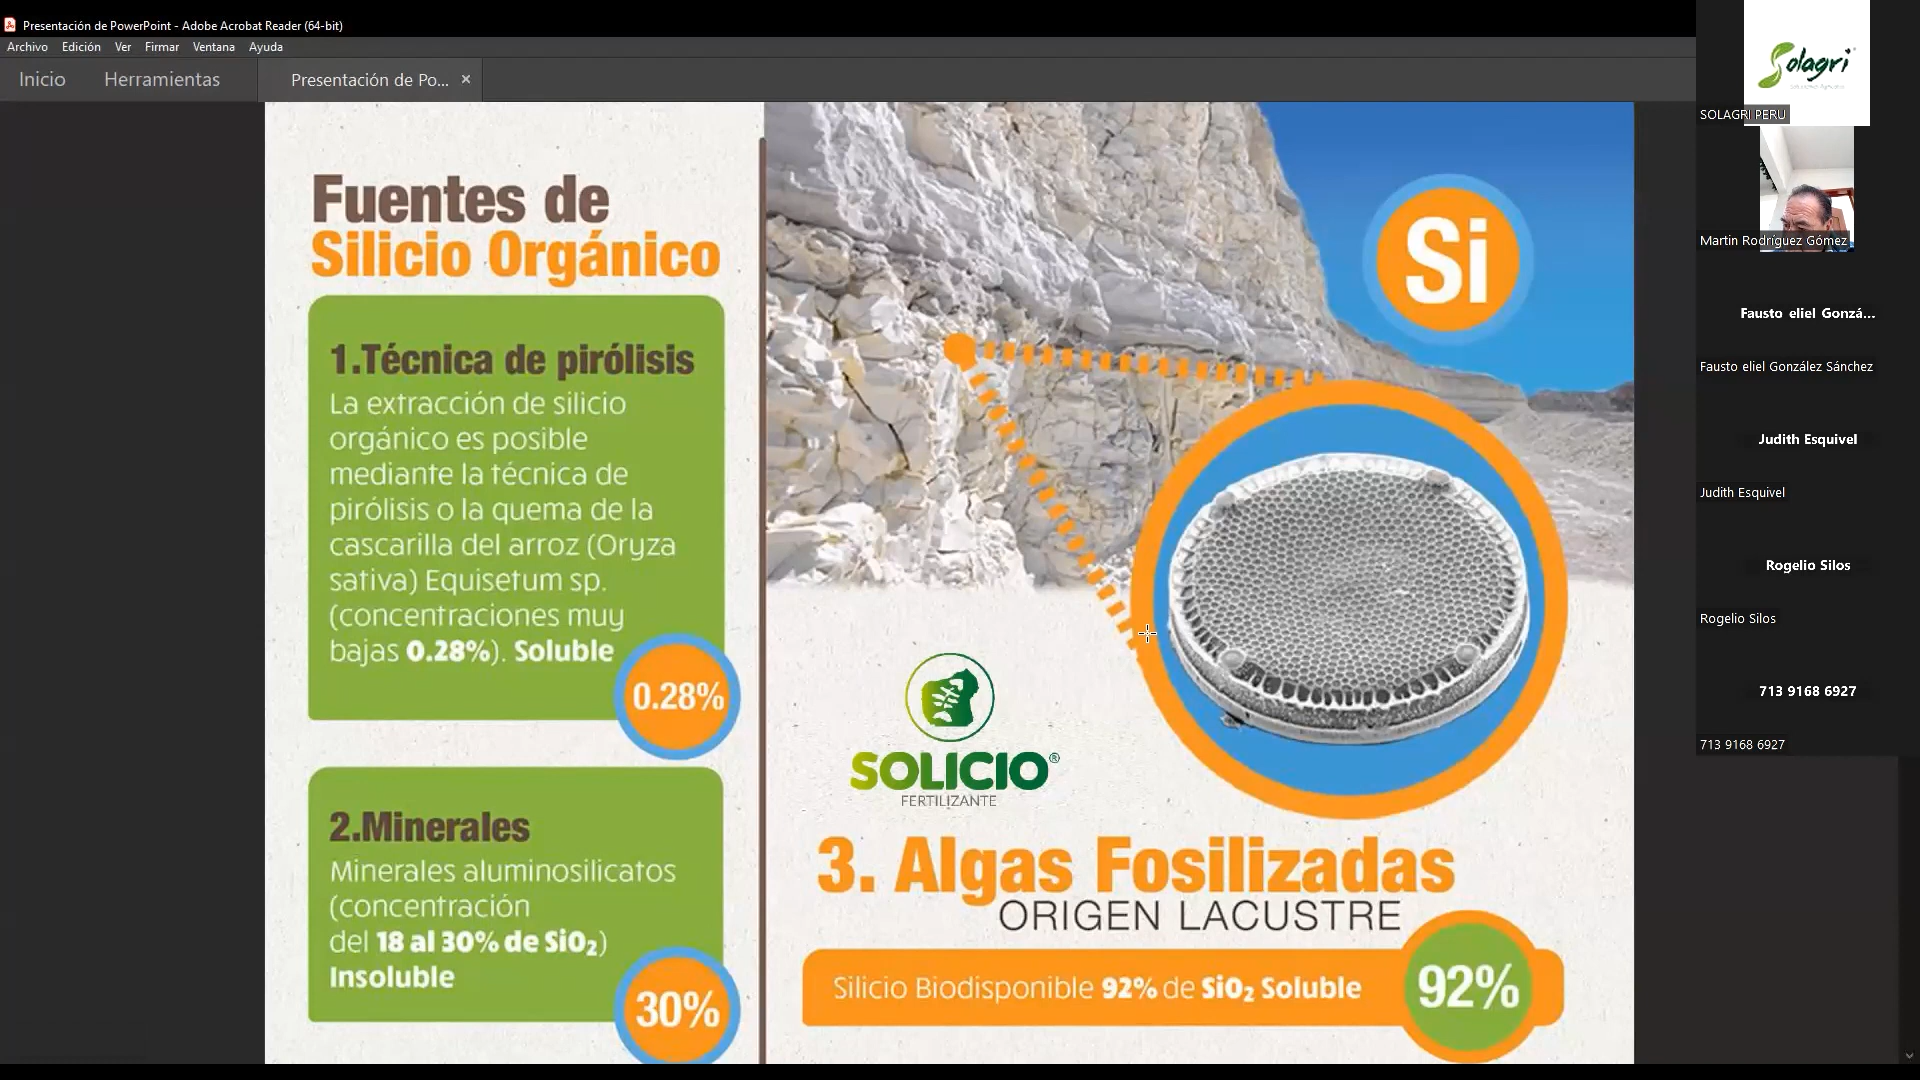 Presentación de PowerPoint - Adobe Acrobat Reader (64-bit)
Archivo Edición Ver Firmar Ventana Ayuda
Inicio Herramientas Presentación de Po... ×
Fuentes de
Silicio Orgánico
1.Técnica de pirólisis
La extracción de silicio
orgánico es posible
mediante la técnica de
pirólisis o la quema de la
cascarilla del arroz (Oryza
sativa) Equisetum sp.
(concentraciones muy
bajas 0.28%). Soluble
0.28%
2.Minerales
Minerales aluminosilicatos
(concentración
del 18 al 30% de SiO₂)
Insoluble
30%
Si
SOLICIO®
FERTILIZANTE
3. Algas Fosilizadas
ORIGEN LACUSTRE
Silicio Biodisponible 92% de SiO₂ Soluble
92%
Solagri
SOLAGRI PERU
Martin Rodríguez Gómez
Fausto eliel Gonzá...
Fausto eliel González Sánchez
Judith Esquivel
Judith Esquivel
Rogelio Silos
Rogelio Silos
713 9168 6927
713 9168 6927